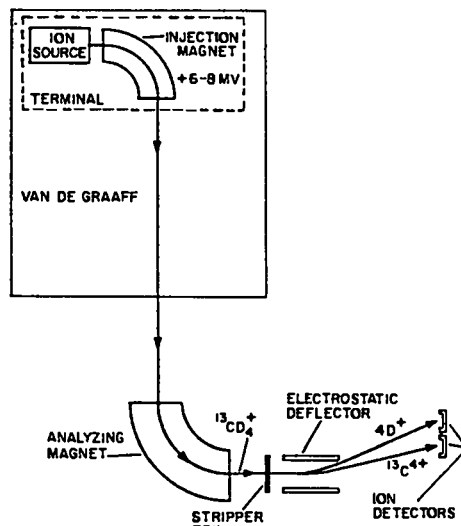 ION
SOURCE
INJECTION
MAGNET
+6-8 MV
TERMINAL
VAN DE GRAAFF
ANALYZING
MAGNET
¹³CD₄⁺
ELECTROSTATIC
DEFLECTOR
4D⁺
¹³C⁴⁺
STRIPPER
ION
DETECTORS